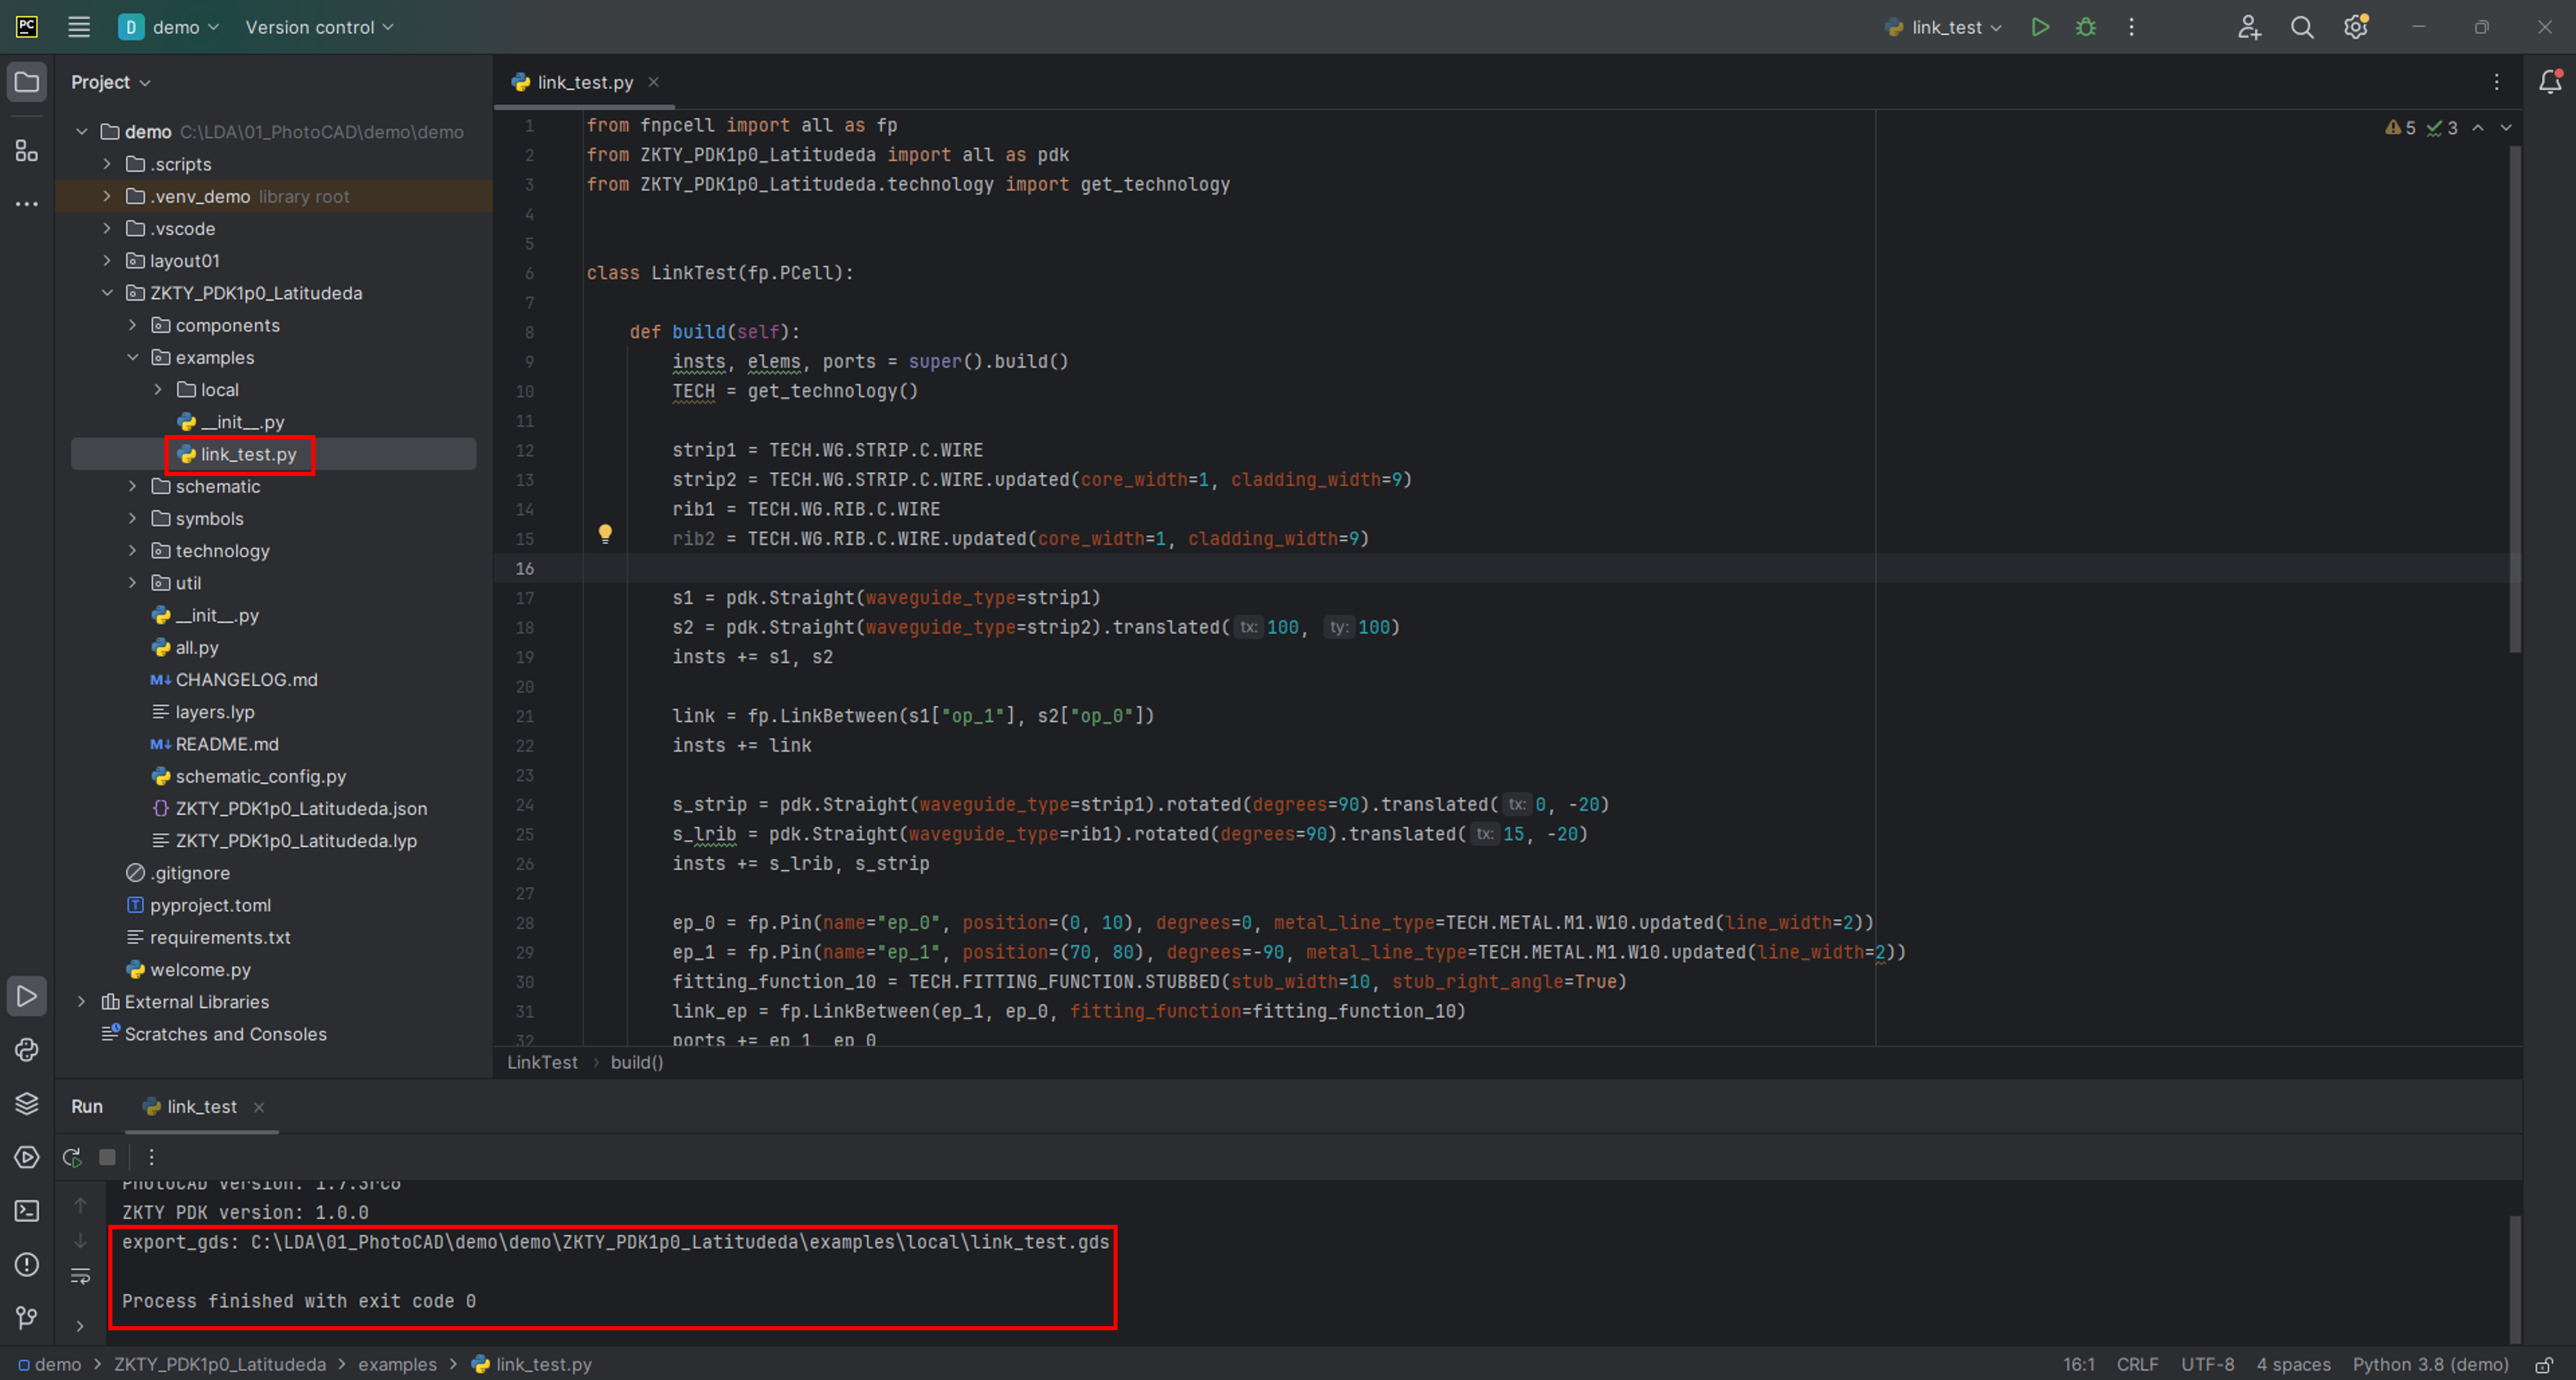 PC
D demo
Version control
link_test
Project
demo C:\LDA\01_PhotoCAD\demo\demo
.scripts
.venv_demo library root
.vscode
layout01
ZKTY_PDK1p0_Latitudeda
components
examples
local
__init__.py
link_test.py
schematic
symbols
technology
util
__init__.py
all.py
M↓ CHANGELOG.md
layers.lyp
M↓ README.md
schematic_config.py
{} ZKTY_PDK1p0_Latitudeda.json
ZKTY_PDK1p0_Latitudeda.lyp
.gitignore
T pyproject.toml
requirements.txt
welcome.py
External Libraries
Scratches and Consoles
link_test.py
5 3
1 from fnpcell import all as fp
2 from ZKTY_PDK1p0_Latitudeda import all as pdk
3 from ZKTY_PDK1p0_Latitudeda.technology import get_technology
4
5
6 class LinkTest(fp.PCell):
7
8 def build(self):
9 insts, elems, ports = super().build()
10 TECH = get_technology()
11
12 strip1 = TECH.WG.STRIP.C.WIRE
13 strip2 = TECH.WG.STRIP.C.WIRE.updated(core_width=1, cladding_width=9)
14 rib1 = TECH.WG.RIB.C.WIRE
15 rib2 = TECH.WG.RIB.C.WIRE.updated(core_width=1, cladding_width=9)
16
17 s1 = pdk.Straight(waveguide_type=strip1)
18 s2 = pdk.Straight(waveguide_type=strip2).translated( tx: 100, ty: 100)
19 insts += s1, s2
20
21 link = fp.LinkBetween(s1["op_1"], s2["op_0"])
22 insts += link
23
24 s_strip = pdk.Straight(waveguide_type=strip1).rotated(degrees=90).translated( tx: 0, -20)
25 s_lrib = pdk.Straight(waveguide_type=rib1).rotated(degrees=90).translated( tx: 15, -20)
26 insts += s_lrib, s_strip
27
28 ep_0 = fp.Pin(name="ep_0", position=(0, 10), degrees=0, metal_line_type=TECH.METAL.M1.W10.updated(line_width=2))
29 ep_1 = fp.Pin(name="ep_1", position=(70, 80), degrees=-90, metal_line_type=TECH.METAL.M1.W10.updated(line_width=2))
30 fitting_function_10 = TECH.FITTING_FUNCTION.STUBBED(stub_width=10, stub_right_angle=True)
31 link_ep = fp.LinkBetween(ep_1, ep_0, fitting_function=fitting_function_10)
32 ports += ep_1, ep_0
LinkTest › build()
Run link_test
PhotoCAD version: 1.7.3rc6
ZKTY PDK version: 1.0.0
export_gds: C:\LDA\01_PhotoCAD\demo\demo\ZKTY_PDK1p0_Latitudeda\examples\local\link_test.gds
Process finished with exit code 0
demo › ZKTY_PDK1p0_Latitudeda › examples › link_test.py
16:1 CRLF UTF-8 4 spaces Python 3.8 (demo)